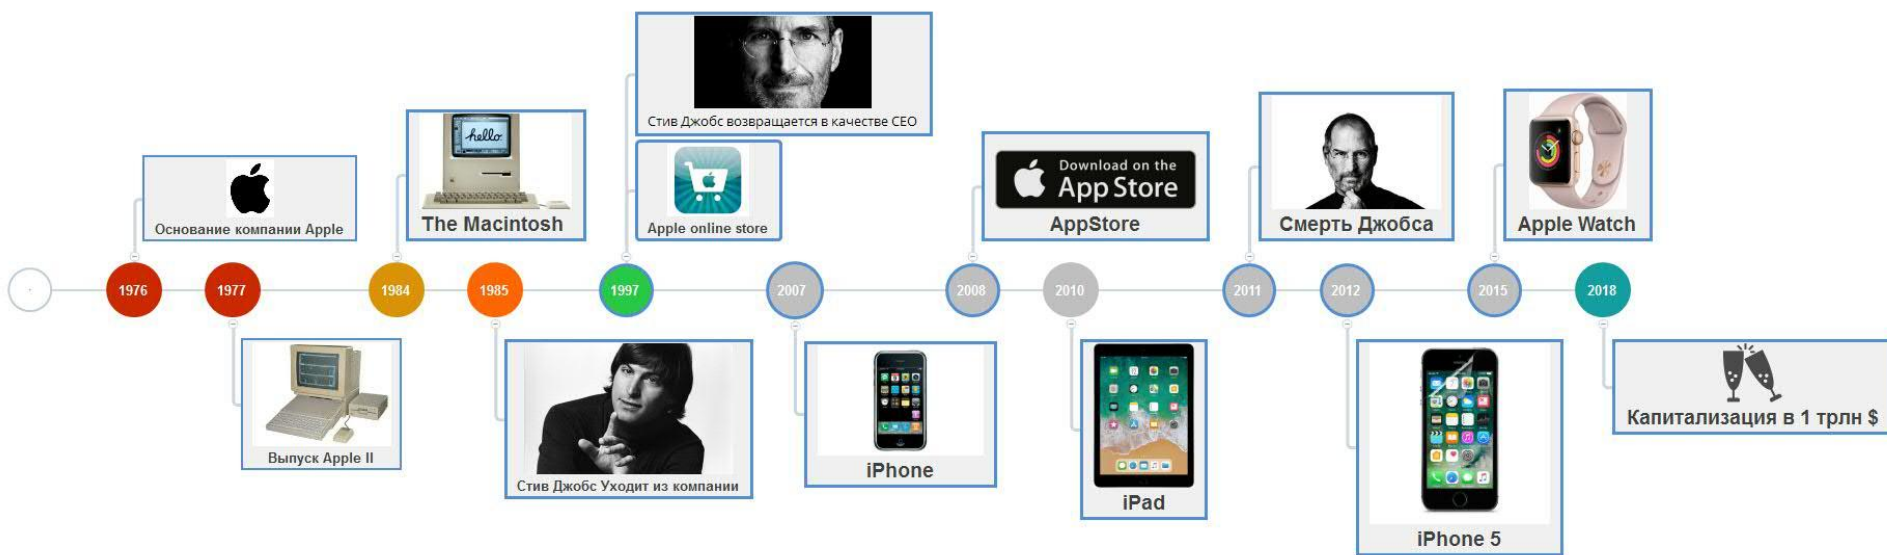 Стив Джобс возвращается в качестве CEO
hello.
Download on the
App Store
Основание компании Apple
The Macintosh
Apple online store
AppStore
Смерть Джобса
Apple Watch
1976
1977
1984
1985
1997
2007
2008
2010
2011
2012
2015
2018
Выпуск Apple II
Стив Джобс Уходит из компании
iPhone
iPad
iPhone 5
Капитализация в 1 трлн $